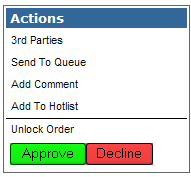 Actions
3rd Parties
Send To Queue
Add Comment
Add To Hotlist
Unlock Order
Approve Decline